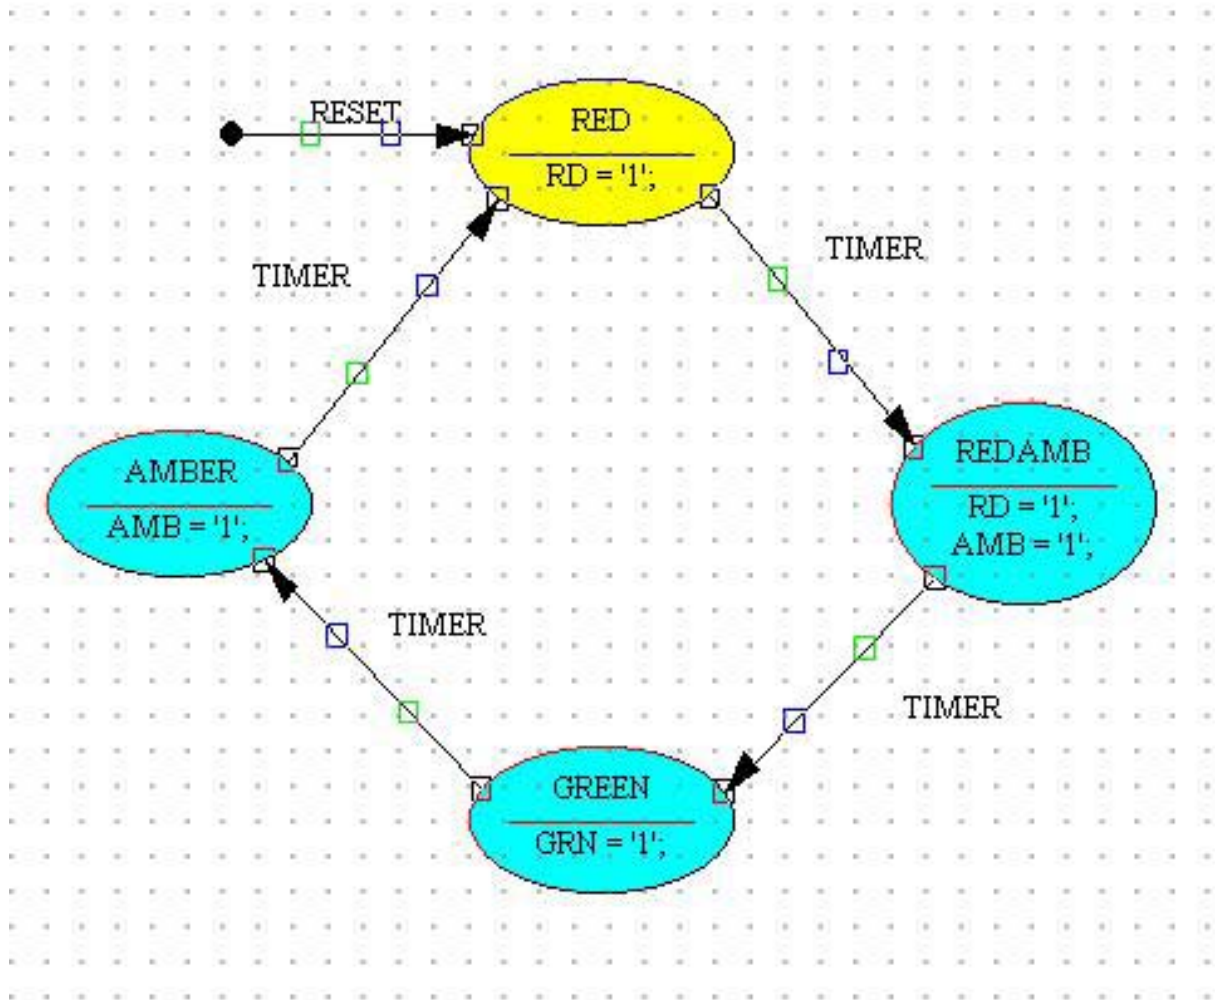 RESET
RED
RD = '1';
TIMER
TIMER
AMBER
AMB = '1';
REDAMB
RD = '1';
AMB = '1';
TIMER
TIMER
GREEN
GRN = '1';